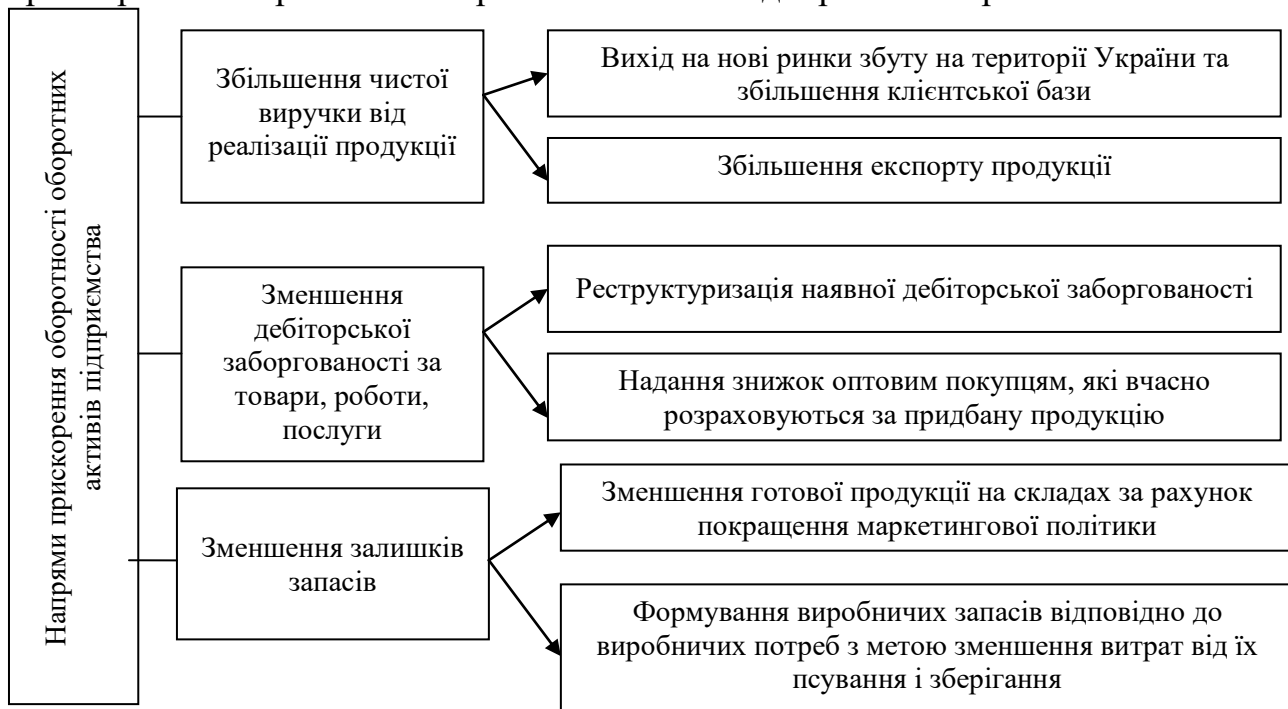 Напрями прискорення оборотності оборотних
активів підприємства
Збільшення чистої
виручки від
реалізації продукції
Вихід на нові ринки збуту на території України та
збільшення клієнтської бази
Збільшення експорту продукції
Зменшення
дебіторської
заборгованості за
товари, роботи,
послуги
Реструктуризація наявної дебіторської заборгованості
Надання знижок оптовим покупцям, які вчасно
розраховуються за придбану продукцію
Зменшення залишків
запасів
Зменшення готової продукції на складах за рахунок
покращення маркетингової політики
Формування виробничих запасів відповідно до
виробничих потреб з метою зменшення витрат від їх
псування і зберігання